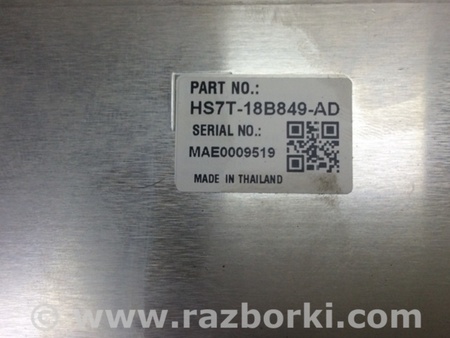 PART NO.:
HS7T-18B849-AD
SERIAL NO.:
MAE0009519
MADE IN THAILAND
© www.razborki.com